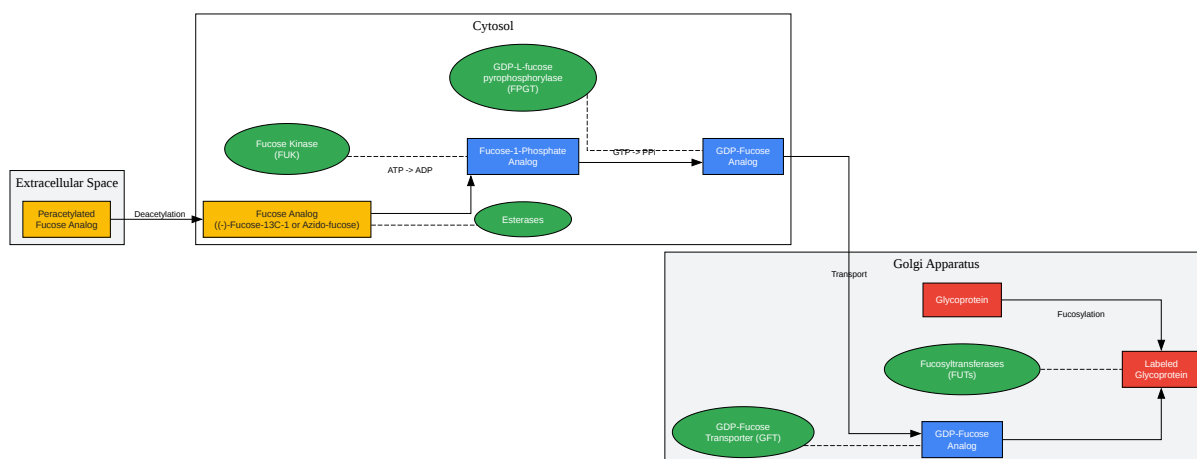 Cytosol
GDP-L-fucose
pyrophosphorylase
(FPGT)
Fucose Kinase
(FUK)
Fucose-1-Phosphate
Analog
GTP -> PPi
GDP-Fucose
Analog
ATP -> ADP
Extracellular Space
Peracetylated
Fucose Analog
Deacetylation
Fucose Analog
((-)-Fucose-13C-1 or Azido-fucose)
Esterases
Golgi Apparatus
Transport
Glycoprotein
Fucosylation
Fucosyltransferases
(FUTs)
Labeled
Glycoprotein
GDP-Fucose
Transporter (GFT)
GDP-Fucose
Analog